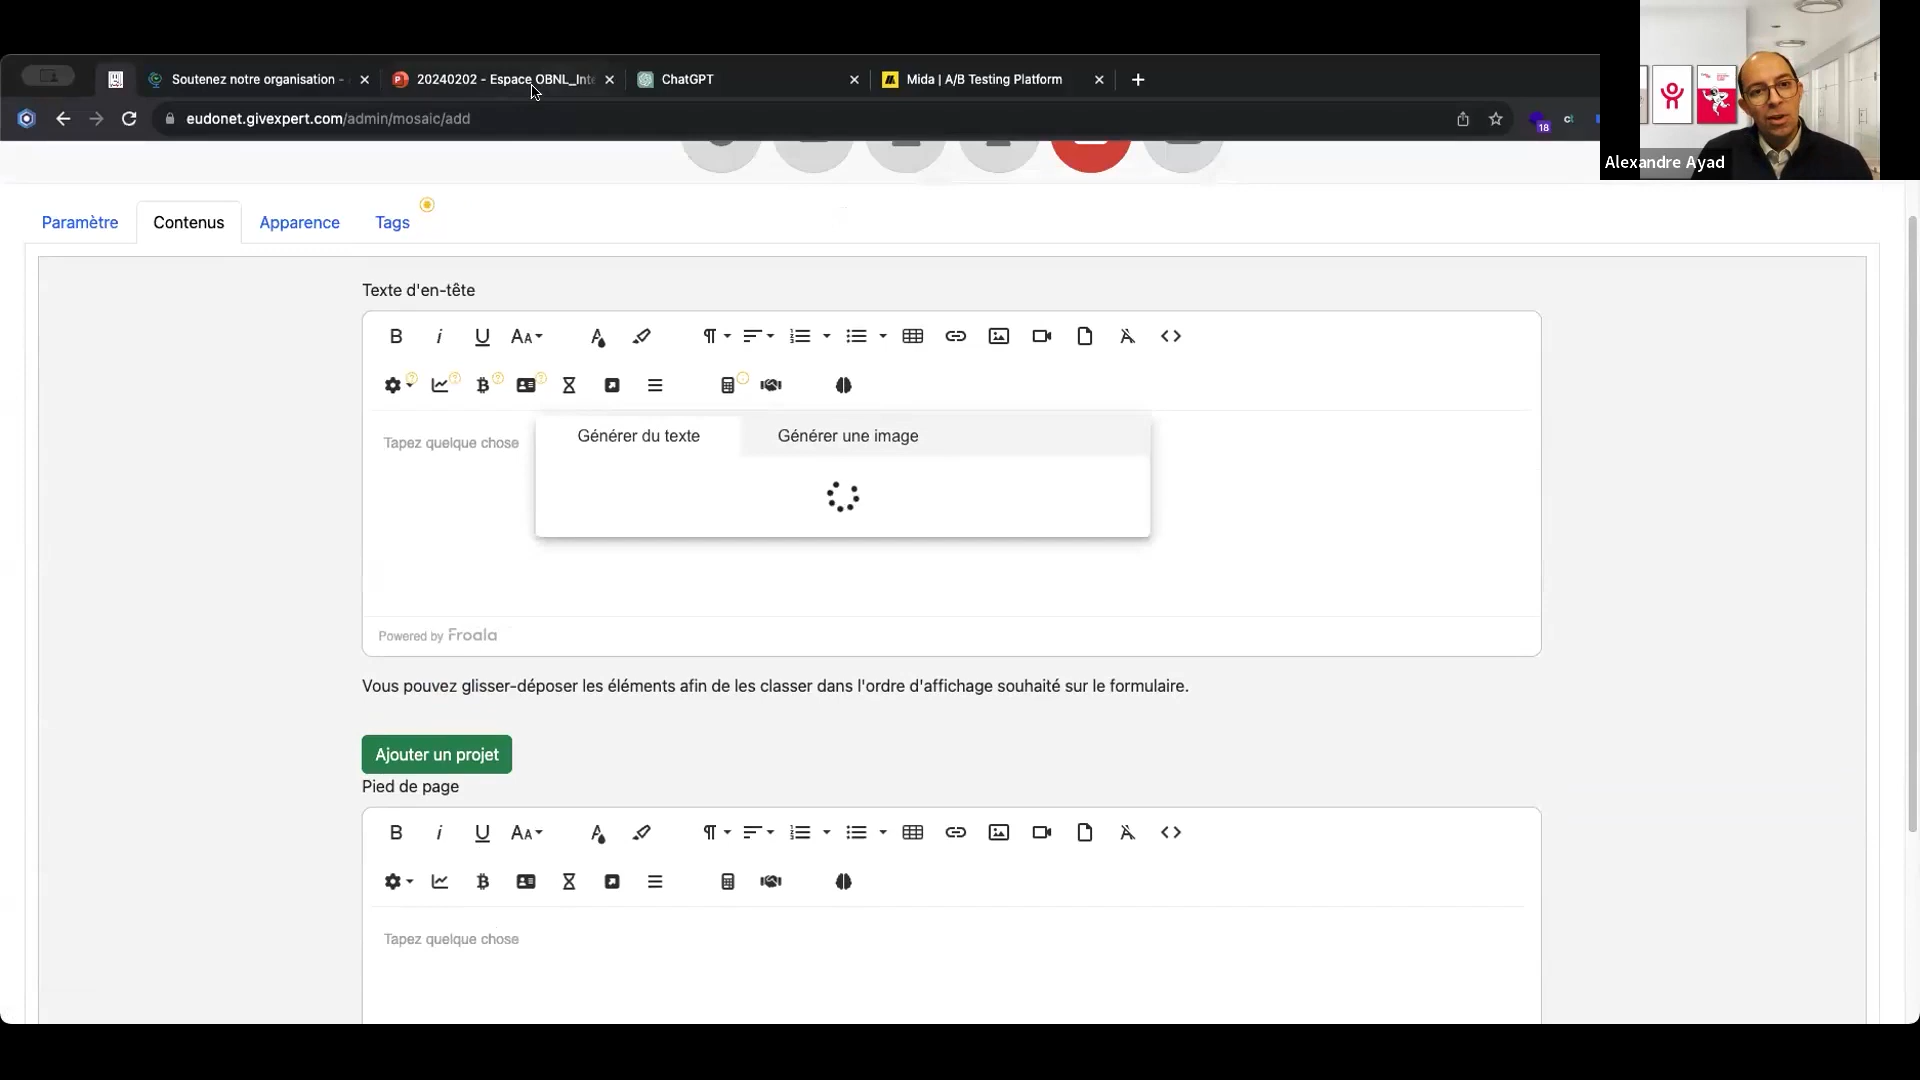 Soutenez notre organisation -
20240202 - Espace OBNL_Inte
ChatGPT
Mida | A/B Testing Platform
eudonet.givexpert.com/admin/mosaic/add
18
Alexandre Ayad
Paramètre
Contenus
Apparence
Tags
Texte d'en-tête
Générer du texte
Générer une image
Tapez quelque chose
Powered by Froala
Vous pouvez glisser-déposer les éléments afin de les classer dans l'ordre d'affichage souhaité sur le formulaire.
Ajouter un projet
Pied de page
Tapez quelque chose